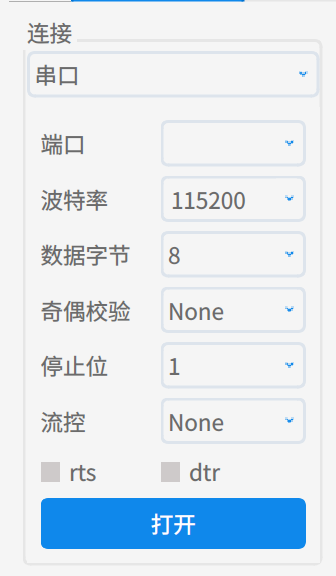 连接
串口
端口
波特率 115200
数据字节 8
奇偶校验 None
停止位 1
流控 None
rts dtr
打开